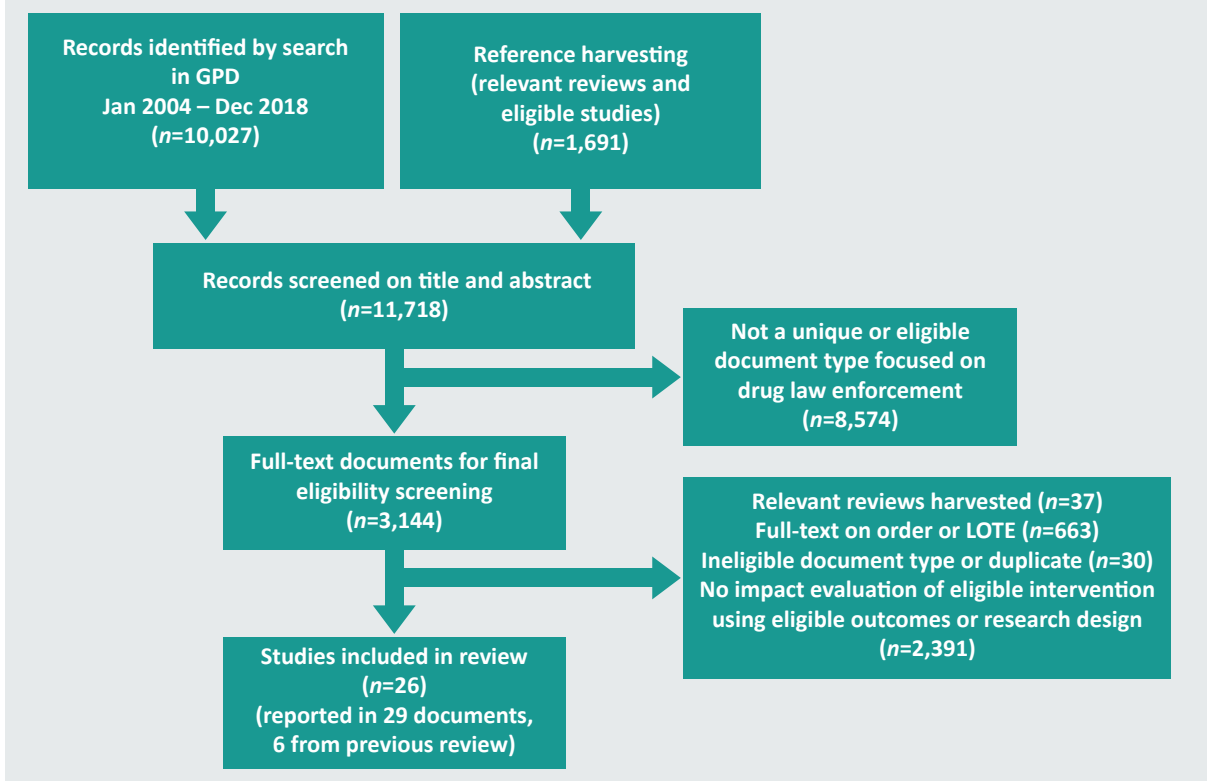 Records identified by search
in GPD
Jan 2004 – Dec 2018
(n=10,027)
Reference harvesting
(relevant reviews and
eligible studies)
(n=1,691)
Records screened on title and abstract
(n=11,718)
Not a unique or eligible
document type focused on
drug law enforcement
(n=8,574)
Full-text documents for final
eligibility screening
(n=3,144)
Relevant reviews harvested (n=37)
Full-text on order or LOTE (n=663)
Ineligible document type or duplicate (n=30)
No impact evaluation of eligible intervention
using eligible outcomes or research design
(n=2,391)
Studies included in review
(n=26)
(reported in 29 documents,
6 from previous review)